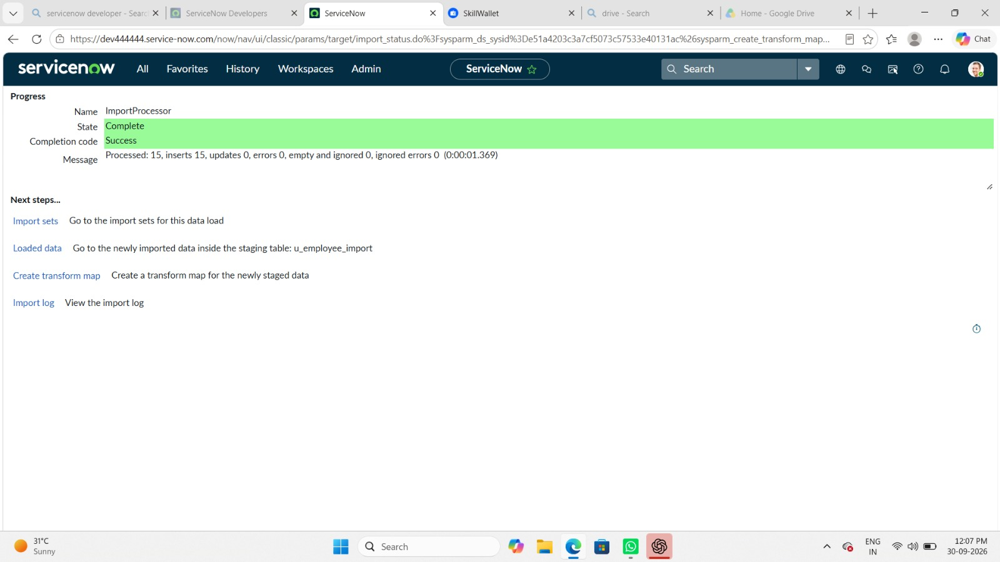 servicenow developer - Searc
ServiceNow Developers
ServiceNow
SkillWallet
drive - Search
Home - Google Drive
https://dev444444.service-now.com/now/nav/ui/classic/params/target/import_status.do%3Fsysparm_ds_sysid%3De51a4203c3a7cf5073c57533e40131ac%26sysparm_create_transform_map...
Chat
servicenow
All
Favorites
History
Workspaces
Admin
ServiceNow
Search
Progress
Name ImportProcessor
State Complete
Completion code Success
Message Processed: 15, inserts 15, updates 0, errors 0, empty and ignored 0, ignored errors 0 (0:00:01.369)
Next steps...
Import sets Go to the import sets for this data load
Loaded data Go to the newly imported data inside the staging table: u_employee_import
Create transform map Create a transform map for the newly staged data
Import log View the import log
31°C
Sunny
Search
ENG
IN
12:07 PM
30-09-2026